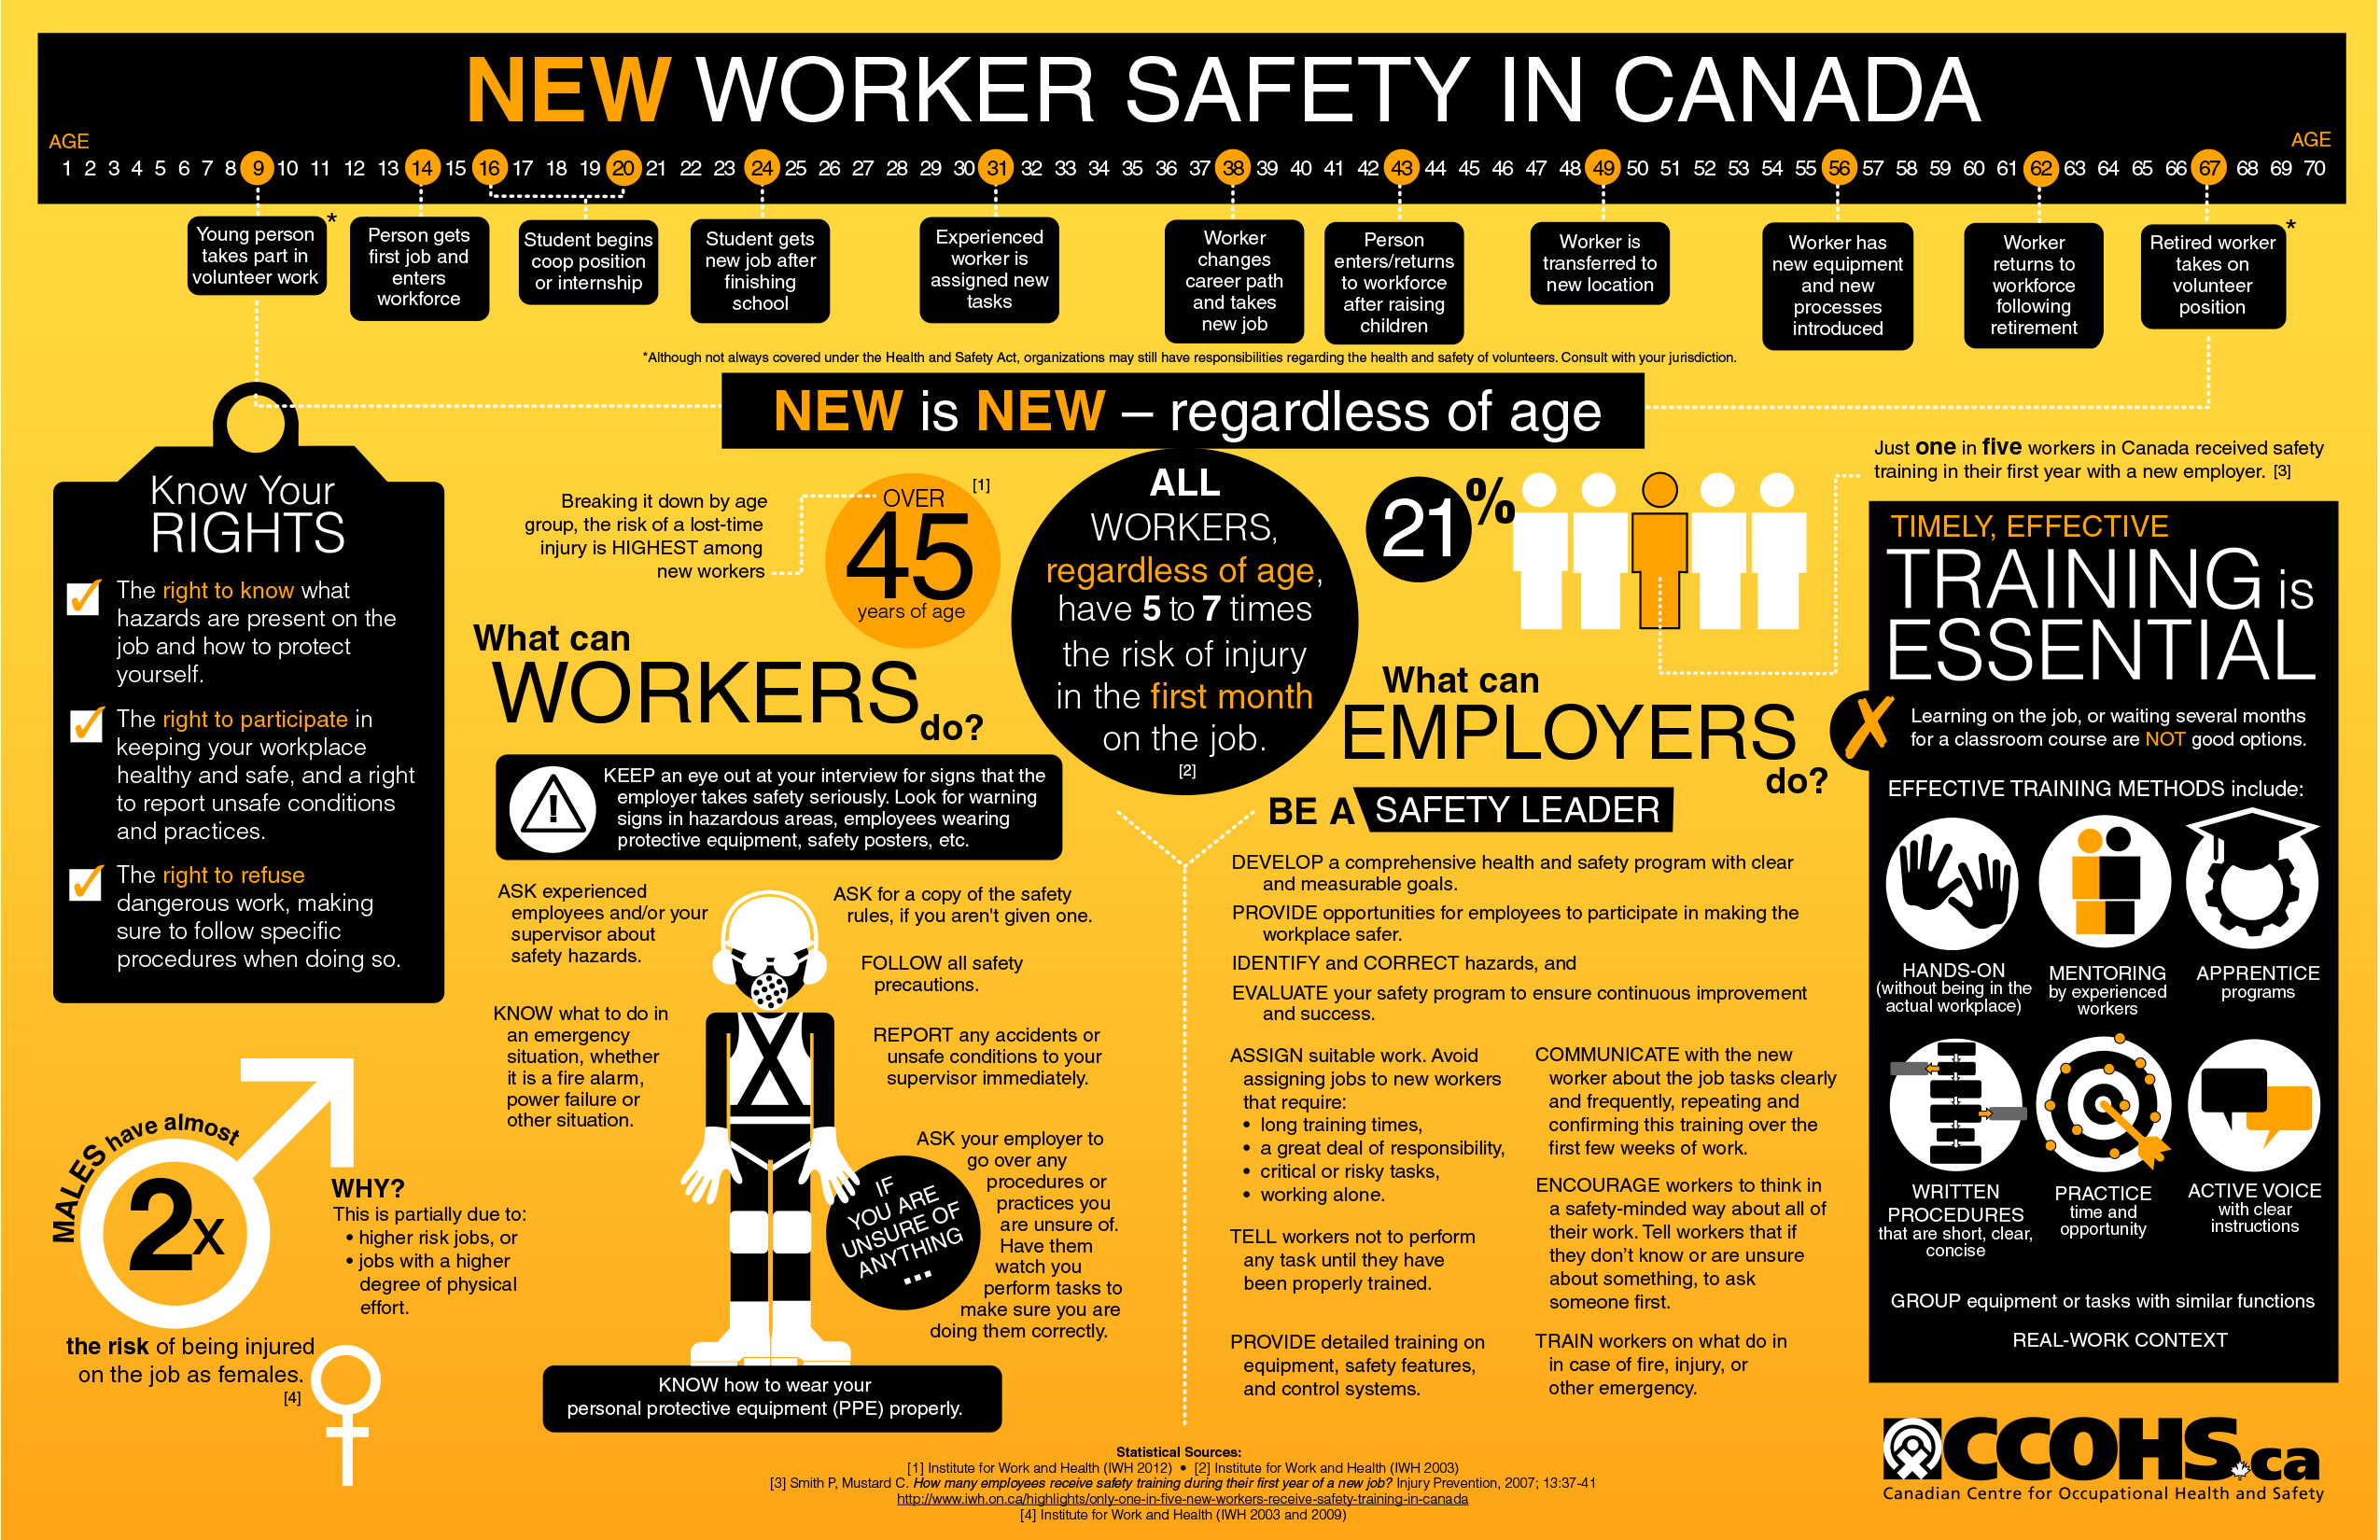 NEW WORKER SAFETY IN CANADA
AGE
AGE
1 2 3 4 5 6 7 8 9 10 11 12 13 14 15 16 17 18 19 20 21 22 23 24 25 26 27 28 29 30 31 32 33 34 35 36 37 38 39 40 41 42 43 44 45 46 47 48 49 50 51 52 53 54 55 56 57 58 59 60 61 62 63 64 65 66 67 68 69 70
Young person
takes part in
volunteer work
*
Person gets
first job and
enters
workforce
Student begins
coop position
or internship
Student gets
new job after
finishing
school
Experienced
worker is
assigned new
tasks
Worker
changes
career path
and takes
new job
Person
enters/returns
to workforce
after raising
children
Worker is
transferred to
new location
Worker has
new equipment
and new
processes
introduced
Worker
returns to
workforce
following
retirement
Retired worker
takes on
volunteer
position
*
*Although not always covered under the Health and Safety Act, organizations may still have responsibilities regarding the health and safety of volunteers. Consult with your jurisdiction.
NEW is NEW – regardless of age
Know Your
RIGHTS
The right to know what
hazards are present on the
job and how to protect
yourself.
The right to participate in
keeping your workplace
healthy and safe, and a right
to report unsafe conditions
and practices.
The right to refuse
dangerous work, making
sure to follow specific
procedures when doing so.
MALES have almost
2x
the risk of being injured
on the job as females.
[4]
WHY?
This is partially due to:
• higher risk jobs, or
• jobs with a higher
degree of physical
effort.
Breaking it down by age
group, the risk of a lost-time
injury is HIGHEST among
new workers
OVER
45
years of age
[1]
ALL
WORKERS,
regardless of age,
have 5 to 7 times
the risk of injury
in the first month
on the job.
[2]
21%
Just one in five workers in Canada received safety
training in their first year with a new employer. [3]
What can
WORKERS
do?
KEEP an eye out at your interview for signs that the
employer takes safety seriously. Look for warning
signs in hazardous areas, employees wearing
protective equipment, safety posters, etc.
!
ASK experienced
employees and/or your
supervisor about
safety hazards.
KNOW what to do in
an emergency
situation, whether
it is a fire alarm,
power failure or
other situation.
ASK for a copy of the safety
rules, if you aren't given one.
FOLLOW all safety
precautions.
REPORT any accidents or
unsafe conditions to your
supervisor immediately.
IF
YOU ARE
UNSURE OF
ANYTHING
...
ASK your employer to
go over any
procedures or
practices you
are unsure of.
Have them
watch you
perform tasks to
make sure you are
doing them correctly.
KNOW how to wear your
personal protective equipment (PPE) properly.
What can
EMPLOYERS
do?
BE A SAFETY LEADER
DEVELOP a comprehensive health and safety program with clear
and measurable goals.
PROVIDE opportunities for employees to participate in making the
workplace safer.
IDENTIFY and CORRECT hazards, and
EVALUATE your safety program to ensure continuous improvement
and success.
ASSIGN suitable work. Avoid
assigning jobs to new workers
that require:
• long training times,
• a great deal of responsibility,
• critical or risky tasks,
• working alone.
TELL workers not to perform
any task until they have
been properly trained.
PROVIDE detailed training on
equipment, safety features,
and control systems.
COMMUNICATE with the new
worker about the job tasks clearly
and frequently, repeating and
confirming this training over the
first few weeks of work.
ENCOURAGE workers to think in
a safety-minded way about all of
their work. Tell workers that if
they don't know or are unsure
about something, to ask
someone first.
TRAIN workers on what do in
in case of fire, injury, or
other emergency.
TIMELY, EFFECTIVE
TRAINING is
ESSENTIAL
Learning on the job, or waiting several months
for a classroom course are NOT good options.
EFFECTIVE TRAINING METHODS include:
HANDS-ON
(without being in the
actual workplace)
MENTORING
by experienced
workers
APPRENTICE
programs
WRITTEN
PROCEDURES
that are short, clear,
concise
PRACTICE
time and
opportunity
ACTIVE VOICE
with clear
instructions
GROUP equipment or tasks with similar functions
REAL-WORK CONTEXT
Statistical Sources:
[1] Institute for Work and Health (IWH 2012) • [2] Institute for Work and Health (IWH 2003)
[3] Smith P, Mustard C. How many employees receive safety training during their first year of a new job? Injury Prevention, 2007; 13:37-41
http://www.iwh.on.ca/highlights/only-one-in-five-new-workers-receive-safety-training-in-canada
[4] Institute for Work and Health (IWH 2003 and 2009)
CCOHS.ca
Canadian Centre for Occupational Health and Safety